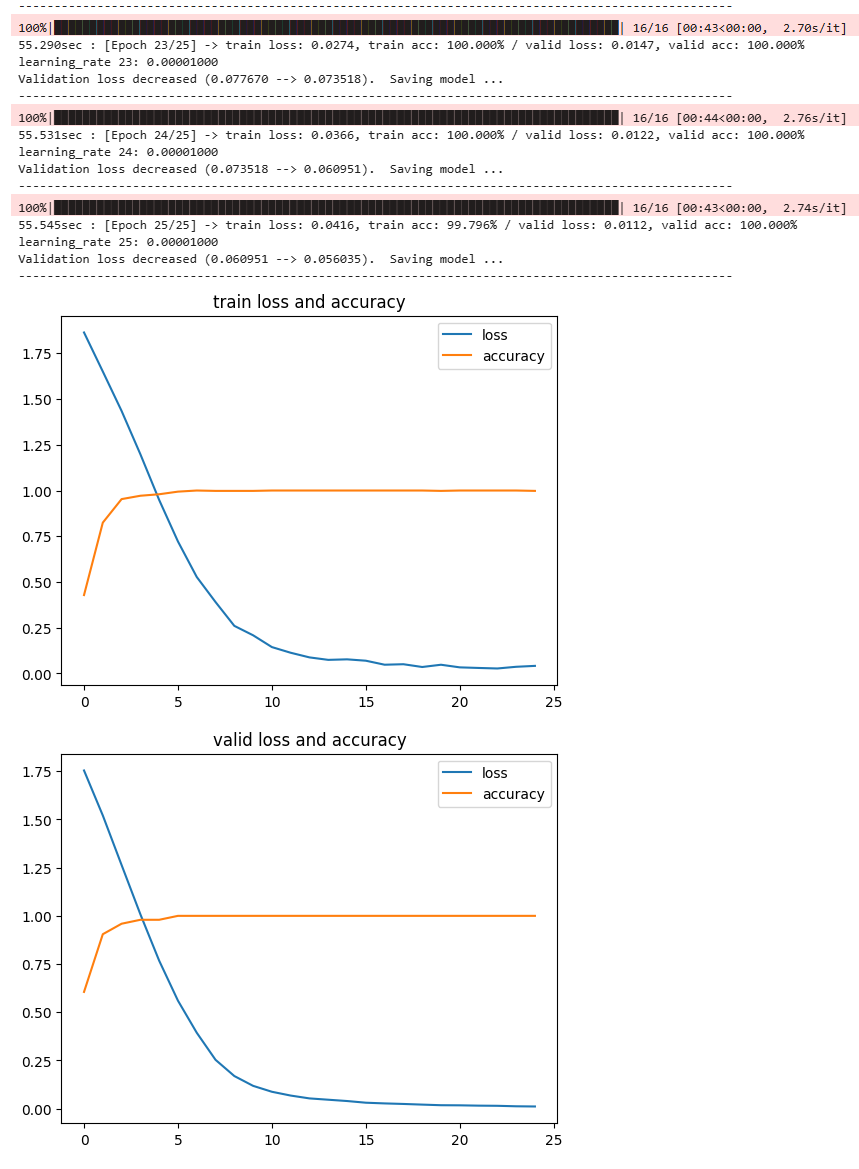 --------------------------------------------------------------------------------------------
100%|██████████| 16/16 [00:43<00:00,  2.70s/it]
55.290sec : [Epoch 23/25] -> train loss: 0.0274, train acc: 100.000% / valid loss: 0.0147, valid acc: 100.000%
learning_rate 23: 0.00001000
Validation loss decreased (0.077670 --> 0.073518).  Saving model ...
--------------------------------------------------------------------------------------------
100%|██████████| 16/16 [00:44<00:00,  2.76s/it]
55.531sec : [Epoch 24/25] -> train loss: 0.0366, train acc: 100.000% / valid loss: 0.0122, valid acc: 100.000%
learning_rate 24: 0.00001000
Validation loss decreased (0.073518 --> 0.060951).  Saving model ...
--------------------------------------------------------------------------------------------
100%|██████████| 16/16 [00:43<00:00,  2.74s/it]
55.545sec : [Epoch 25/25] -> train loss: 0.0416, train acc: 99.796% / valid loss: 0.0112, valid acc: 100.000%
learning_rate 25: 0.00001000
Validation loss decreased (0.060951 --> 0.056035).  Saving model ...
--------------------------------------------------------------------------------------------
train loss and accuracy
loss
accuracy
1.75
1.50
1.25
1.00
0.75
0.50
0.25
0.00
0 5 10 15 20 25
valid loss and accuracy
loss
accuracy
1.75
1.50
1.25
1.00
0.75
0.50
0.25
0.00
0 5 10 15 20 25